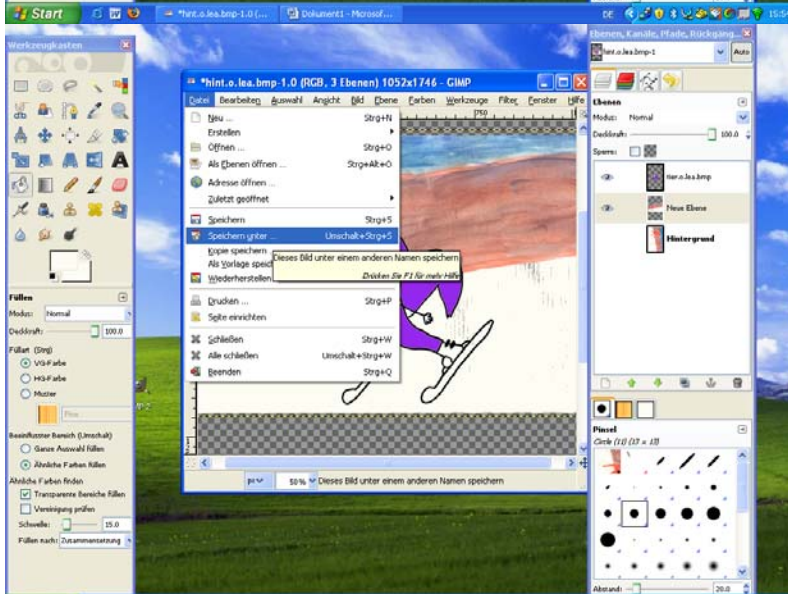 Start
*hint.o.lea.bmp-1.0 (...
Dokument1 - Microsof...
DE
15:54
Werkzeugkasten
Ebenen, Kanäle, Pfade, Rückgäng...
hint.o.lea.bmp-1
Auto
*hint.o.lea.bmp-1.0 (RGB, 3 Ebenen) 1052x1746 – GIMP
Datei Bearbeiten Auswahl Ansicht Bild Ebene Farben Werkzeuge Filter Fenster Hilfe
750
Neu ... Strg+N
Erstellen
Öffnen ... Strg+O
Als Ebenen öffnen ... Strg+Alt+O
Adresse öffnen ...
Zuletzt geöffnet
Speichern Strg+S
Speichern unter ... Umschalt+Strg+S
Kopie speichern
Als Vorlage speich
Wiederherstellen
Dieses Bild unter einem anderen Namen speichern
Drücken Sie F1 für mehr Hilfe
Drucken ... Strg+P
Seite einrichten
Schließen Strg+W
Alle schließen Umschalt+Strg+W
Beenden Strg+Q
px
50%
Dieses Bild unter einem anderen Namen speichern
Füllen
Modus: Normal
Deckkraft: 100.0
Füllart (Strg)
VG-Farbe
HG-Farbe
Muster
Pine
Beeinflusster Bereich (Umschalt)
Ganze Auswahl füllen
Ähnliche Farben füllen
Ähnliche Farben finden
Transparente Bereiche füllen
Vereinigung prüfen
Schwelle: 15.0
Füllen nach: Zusammensetzung
Ebenen
Modus: Normal
Deckkraft: 100.0
Sperre:
tier.o.lea.bmp
Neue Ebene
Hintergrund
Pinsel
Circle (11) (13 × 13)
Abstand: 20.0